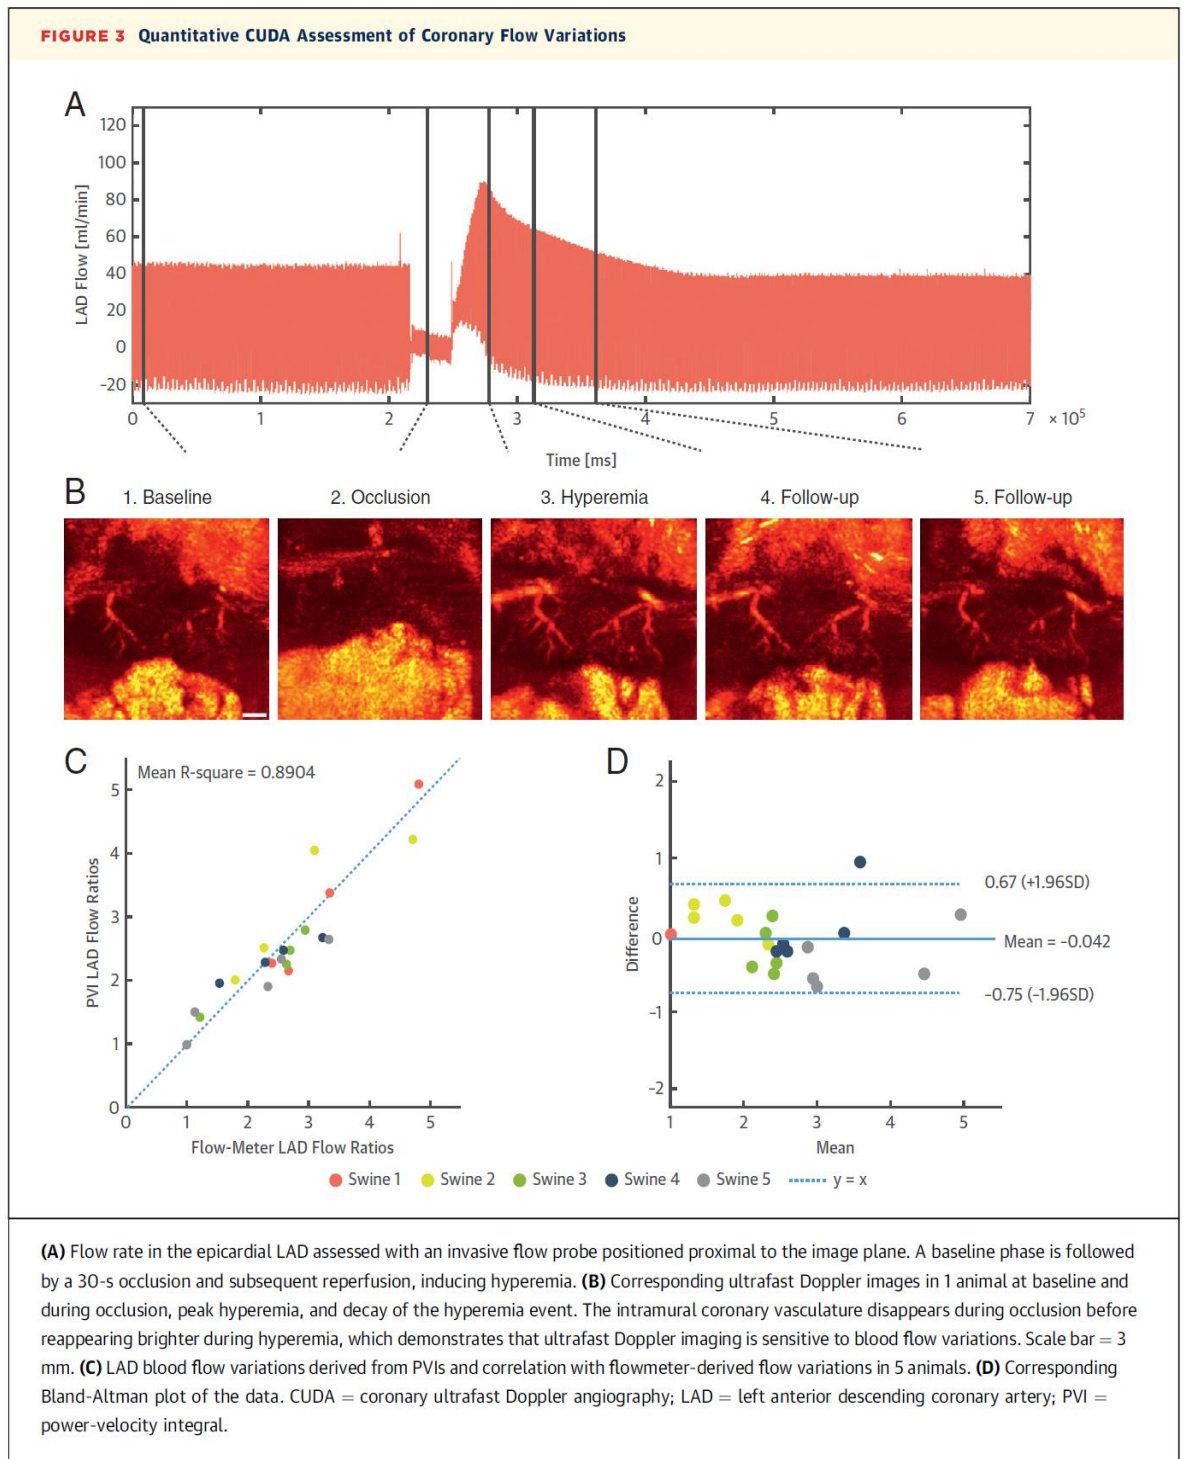 FIGURE 3 Quantitative CUDA Assessment of Coronary Flow Variations
A
120
100
80
60
40
20
0
-20
LAD Flow [ml/min]
0 1 2 3 4 5 6 7 × 10⁵
Time [ms]
B
1. Baseline 2. Occlusion 3. Hyperemia 4. Follow-up 5. Follow-up
C
Mean R-square = 0.8904
5
4
3
2
1
0
PVI LAD Flow Ratios
0 1 2 3 4 5
Flow-Meter LAD Flow Ratios
D
2
1
0
-1
-2
Difference
0.67 (+1.96SD)
Mean = -0.042
-0.75 (-1.96SD)
1 2 3 4 5
Mean
Swine 1 Swine 2 Swine 3 Swine 4 Swine 5 y = x
(A) Flow rate in the epicardial LAD assessed with an invasive flow probe positioned proximal to the image plane. A baseline phase is followed
by a 30-s occlusion and subsequent reperfusion, inducing hyperemia. (B) Corresponding ultrafast Doppler images in 1 animal at baseline and
during occlusion, peak hyperemia, and decay of the hyperemia event. The intramural coronary vasculature disappears during occlusion before
reappearing brighter during hyperemia, which demonstrates that ultrafast Doppler imaging is sensitive to blood flow variations. Scale bar = 3
mm. (C) LAD blood flow variations derived from PVIs and correlation with flowmeter-derived flow variations in 5 animals. (D) Corresponding
Bland-Altman plot of the data. CUDA = coronary ultrafast Doppler angiography; LAD = left anterior descending coronary artery; PVI =
power-velocity integral.